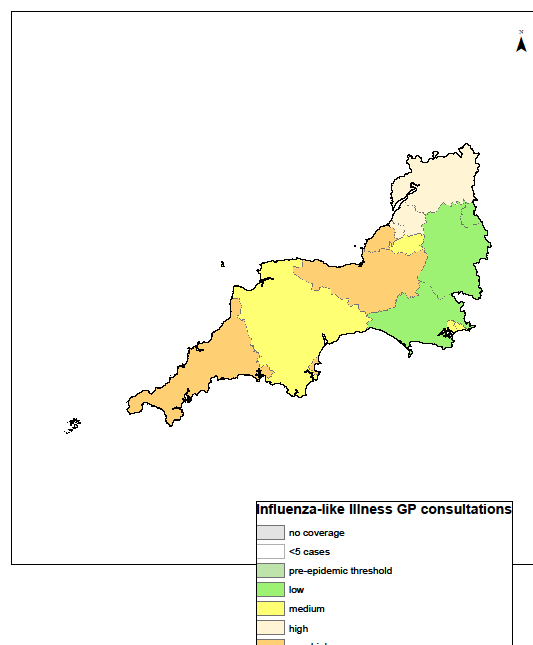 N
Influenza-like Illness GP consultations
no coverage
<5 cases
pre-epidemic threshold
low
medium
high